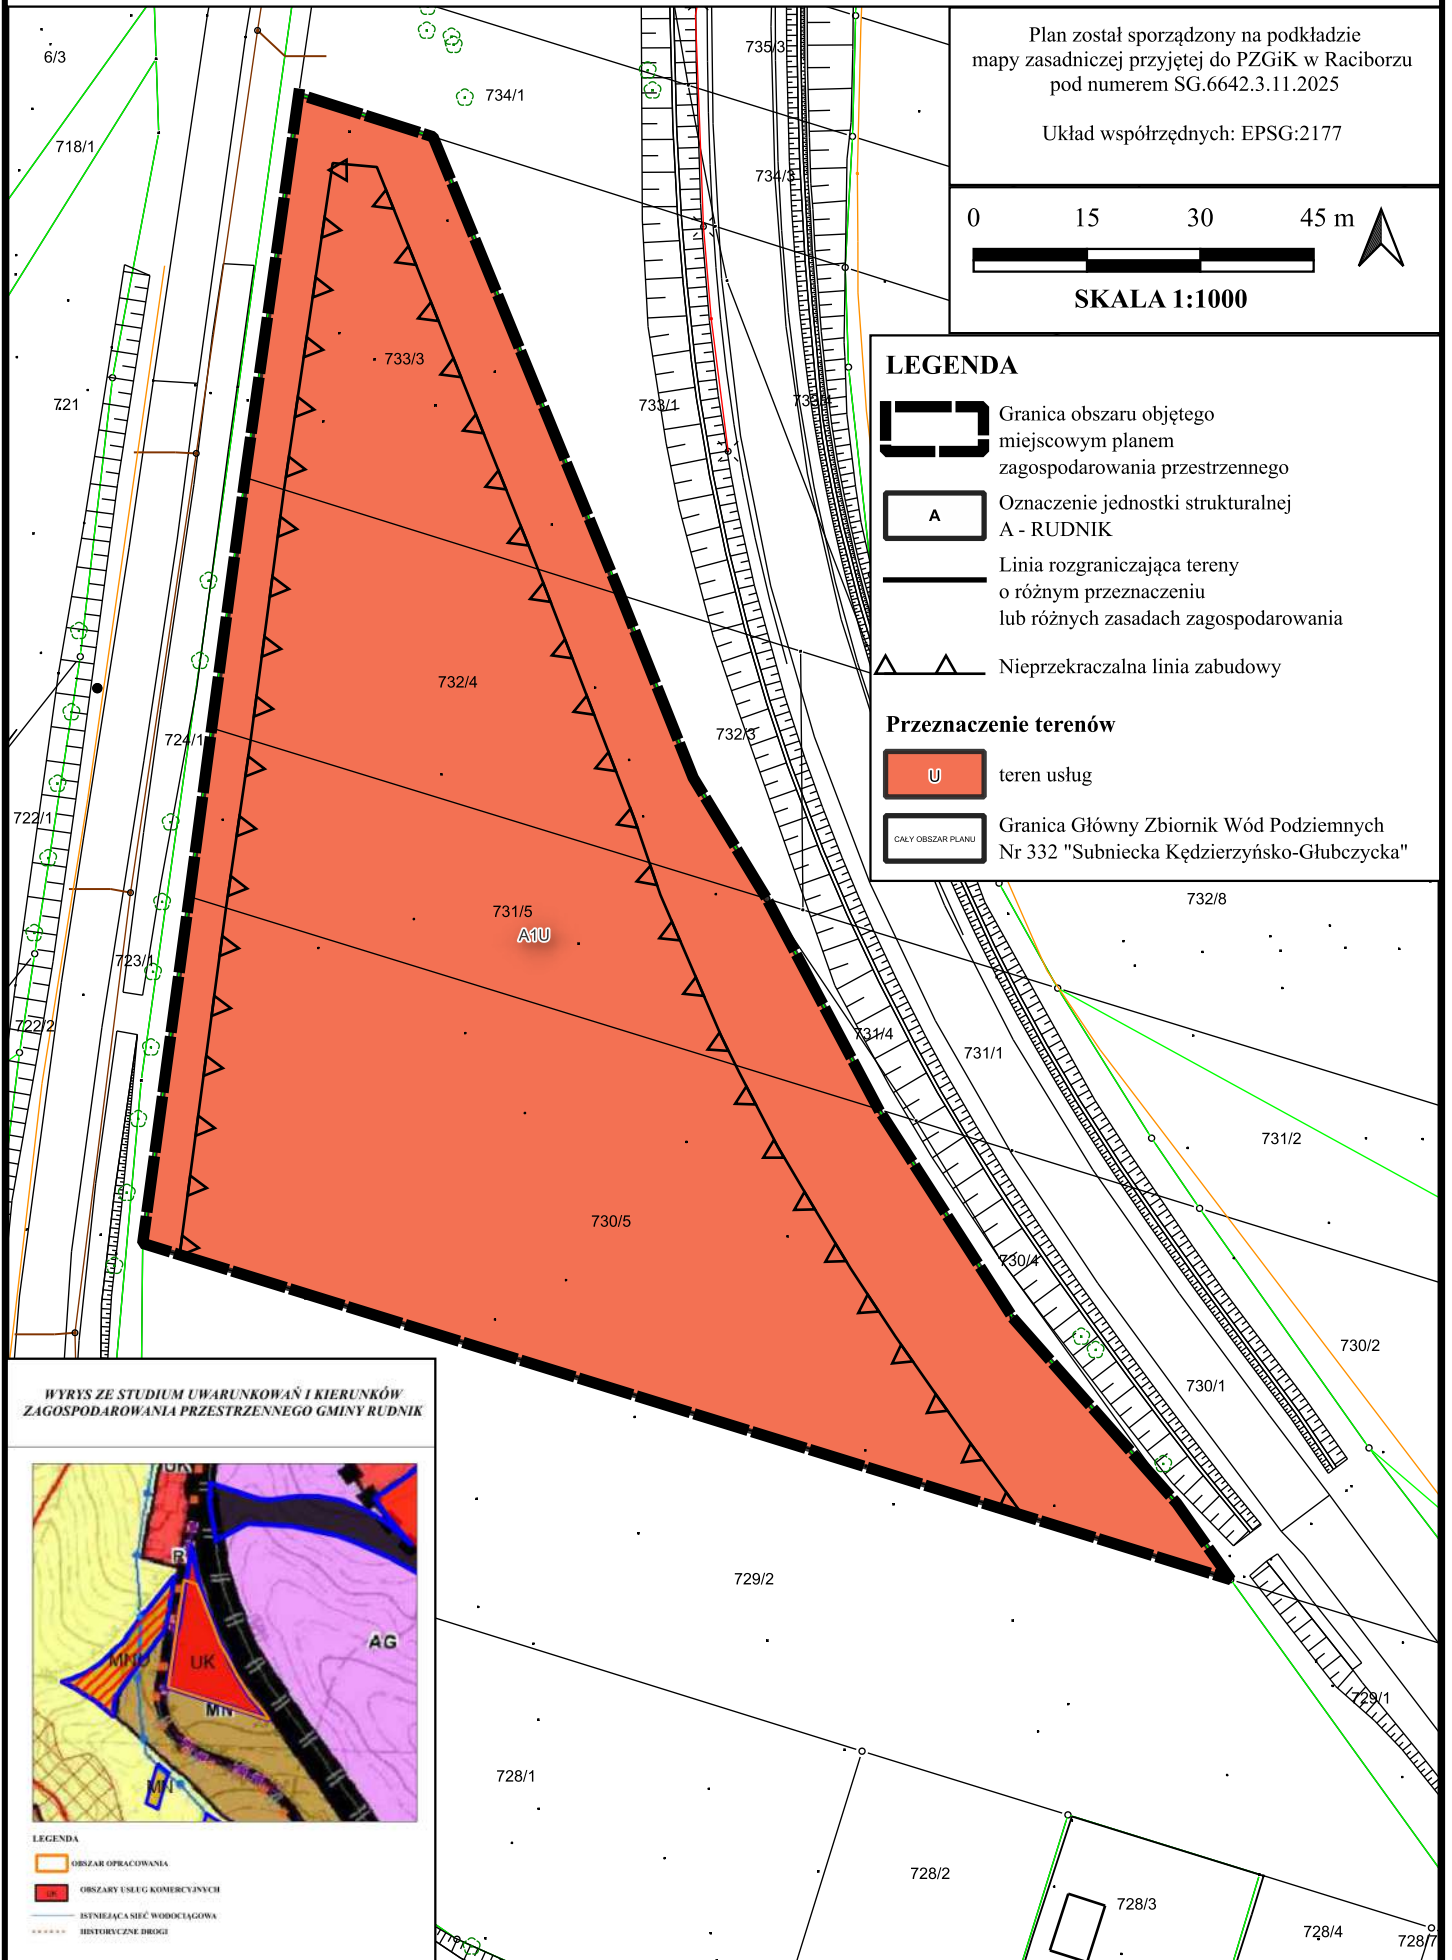 Plan został sporządzony na podkładzie
mapy zasadniczej przyjętej do PZGiK w Raciborzu
pod numerem SG.6642.3.11.2025
Układ współrzędnych: EPSG:2177
0 15 30 45 m
SKALA 1:1000
LEGENDA
Granica obszaru objętego
miejscowym planem
zagospodarowania przestrzennego
A
Oznaczenie jednostki strukturalnej
A - RUDNIK
Linia rozgraniczająca tereny
o różnym przeznaczeniu
lub różnych zasadach zagospodarowania
Nieprzekraczalna linia zabudowy
Przeznaczenie terenów
U
teren usług
CAŁY OBSZAR PLANU
Granica Główny Zbiornik Wód Podziemnych
Nr 332 "Subniecka Kędzierzyńsko-Głubczycka"
6/3
735/3
734/1
718/1
734/3
733/3
721
733/1
732/4
732/3
724/1
722/1
732/8
731/5
A1U
723/1
722/2
731/4
731/1
731/2
730/5
730/4
730/2
730/1
729/2
729/1
728/1
728/2
728/3
728/4
728/7
WYRYS ZE STUDIUM UWARUNKOWAŃ I KIERUNKÓW
ZAGOSPODAROWANIA PRZESTRZENNEGO GMINY RUDNIK
UK
R
AG
MNU
UK
MN
MN
LEGENDA
OBSZAR OPRACOWANIA
UK
OBSZARY USŁUG KOMERCYJNYCH
ISTNIEJĄCA SIEĆ WODOCIĄGOWA
HISTORYCZNE DROGI